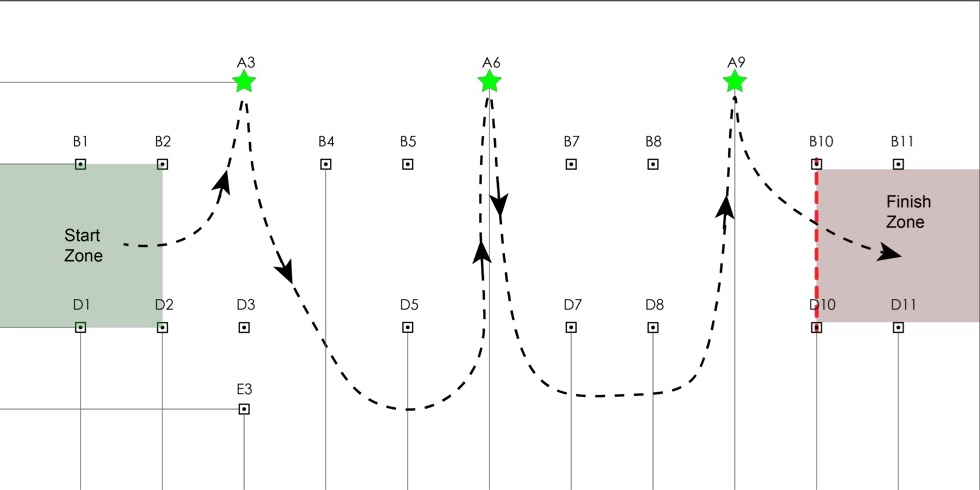 A3 A6 A9
B1 B2 B4 B5 B7 B8 B10 B11
Finish
Zone
Start
Zone
D1 D2 D3 D5 D7 D8 D10 D11
E3